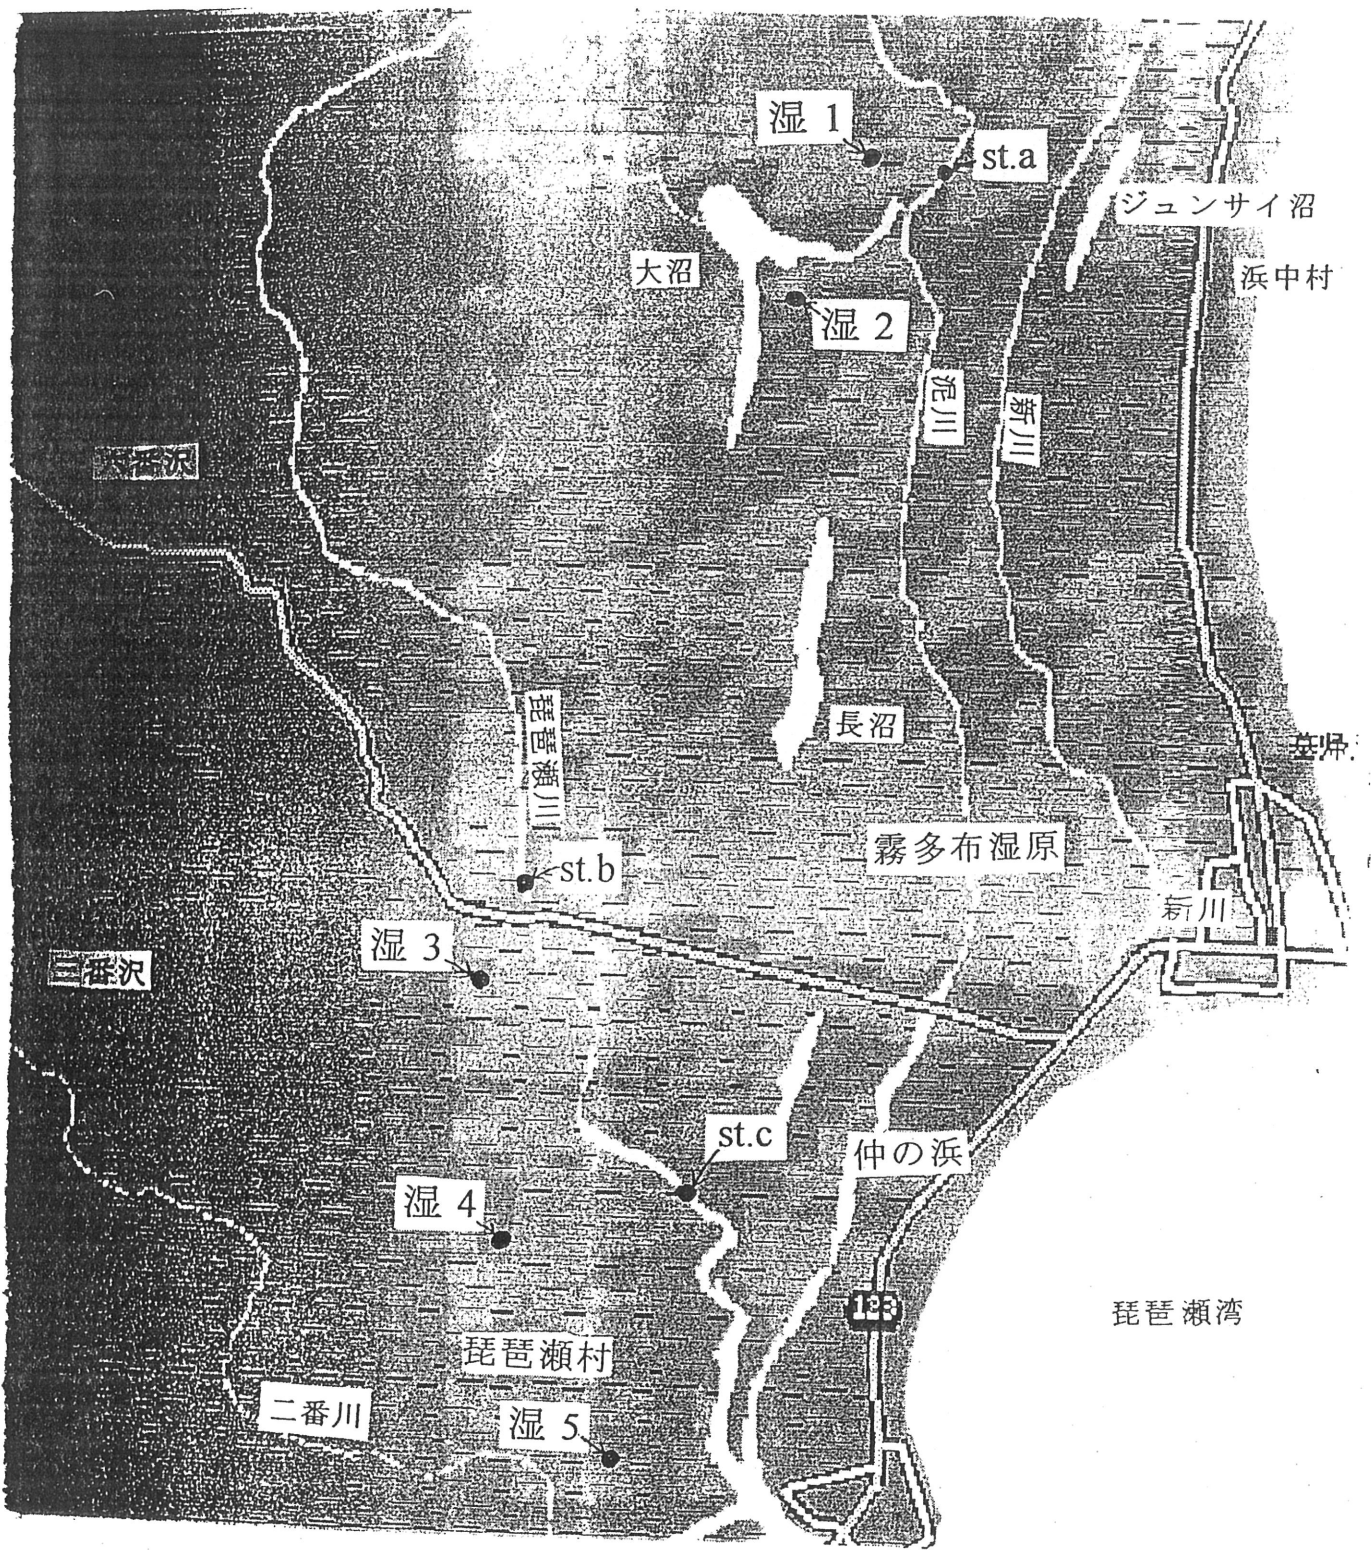 湿 1
st.a
ジュンサイ沼
大沼
浜中村
湿 2
泥川
新川
六番沢
琵琶瀬川
長沼
霧多布湿原
st.b
新川
湿 3
三番沢
st.c
仲の浜
湿 4
123
琵琶瀬湾
琵琶瀬村
二番川
湿 5